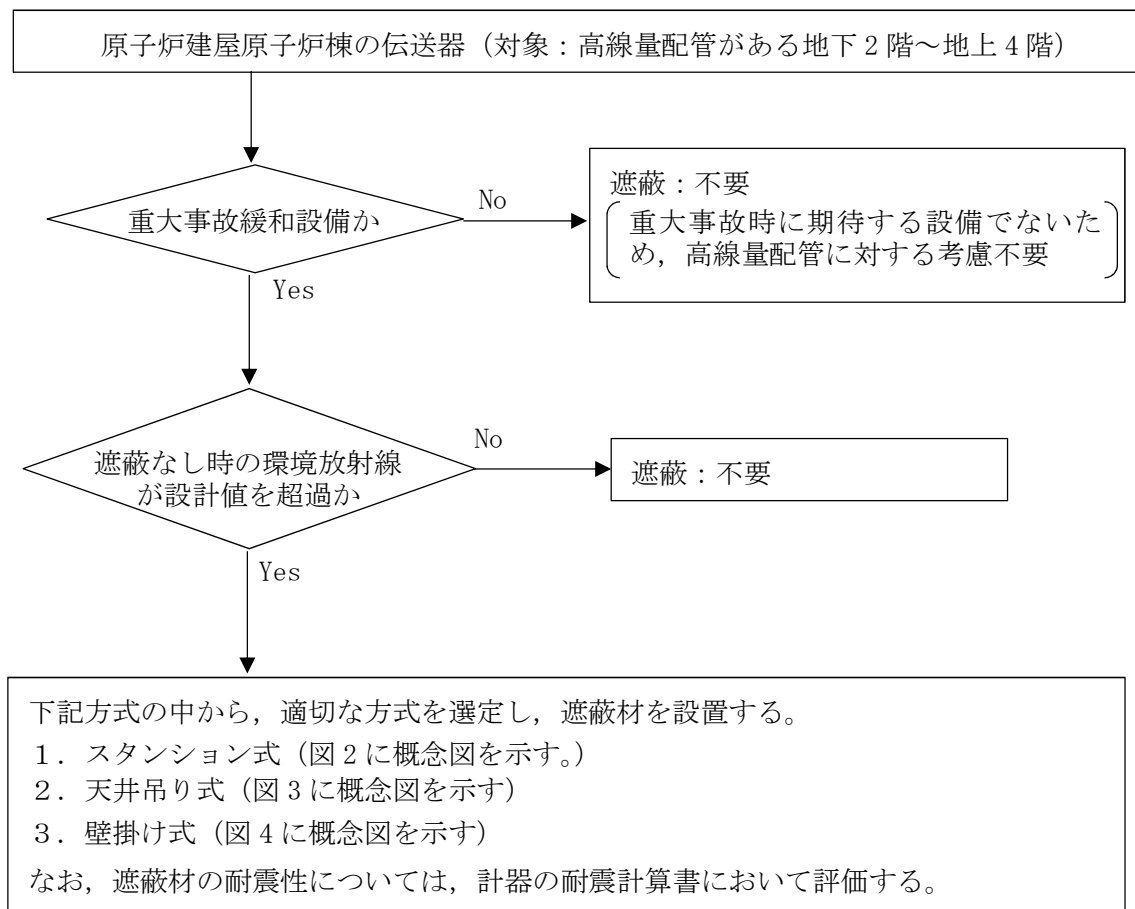 原子炉建屋原子炉棟の伝送器（対象：高線量配管がある地下２階～地上４階）
重大事故緩和設備か
No
遮蔽：不要
重大事故時に期待する設備でないた
め，高線量配管に対する考慮不要
Yes
遮蔽なし時の環境放射線
が設計値を超過か
No
遮蔽：不要
Yes
下記方式の中から，適切な方式を選定し，遮蔽材を設置する。
１．スタンション式（図２に概念図を示す。）
２．天井吊り式（図３に概念図を示す）
３．壁掛け式（図４に概念図を示す）
なお，遮蔽材の耐震性については，計器の耐震計算書において評価する。